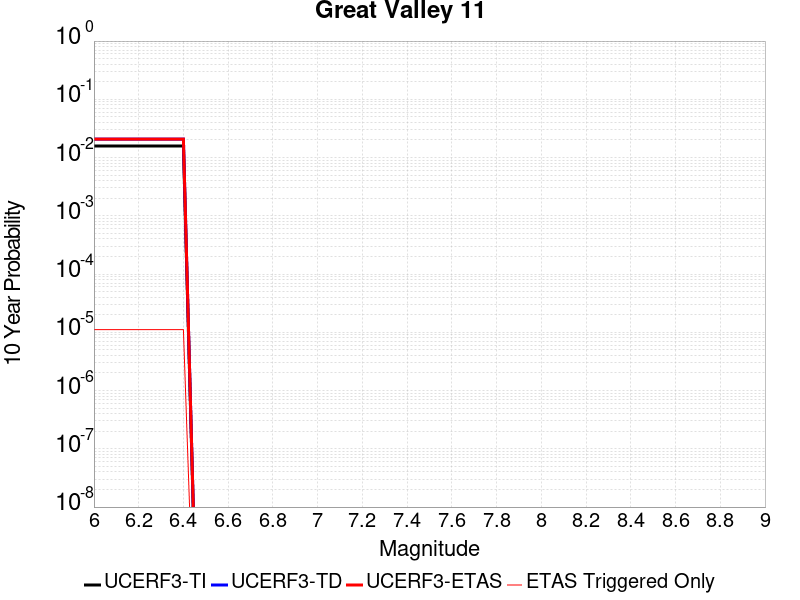 Great Valley 11
10^0
10^-1
10^-2
10^-3
10^-4
10^-5
10^-6
10^-7
10^-8
10 Year Probability
6 6.2 6.4 6.6 6.8 7 7.2 7.4 7.6 7.8 8 8.2 8.4 8.6 8.8 9
Magnitude
UCERF3-TI UCERF3-TD UCERF3-ETAS ETAS Triggered Only